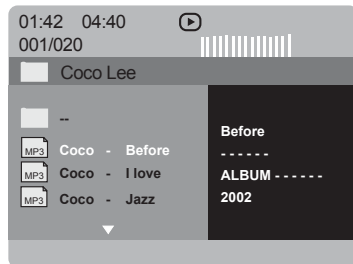 01:42 04:40
001/020
Coco Lee
--
MP3 Coco - Before
MP3 Coco - I love
MP3 Coco - Jazz
Before
- - - - - -
ALBUM - - - - - -
2002